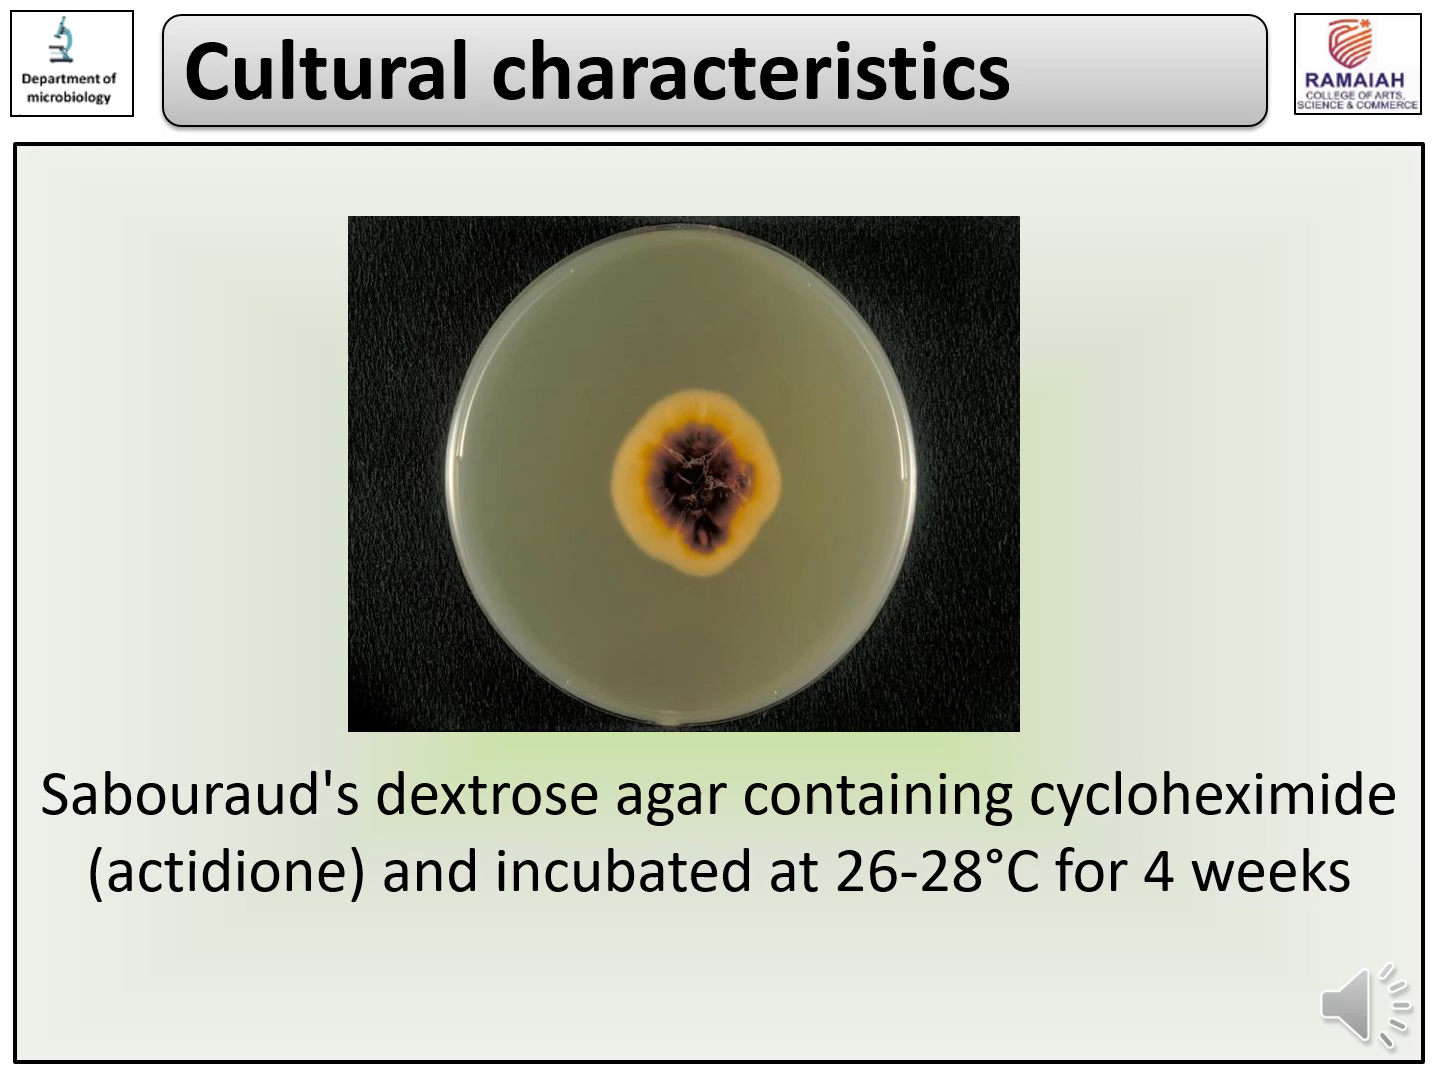 Department of
microbiology
Cultural characteristics
RAMAIAH
COLLEGE OF ARTS,
SCIENCE & COMMERCE
Sabouraud's dextrose agar containing cycloheximide
(actidione) and incubated at 26-28°C for 4 weeks